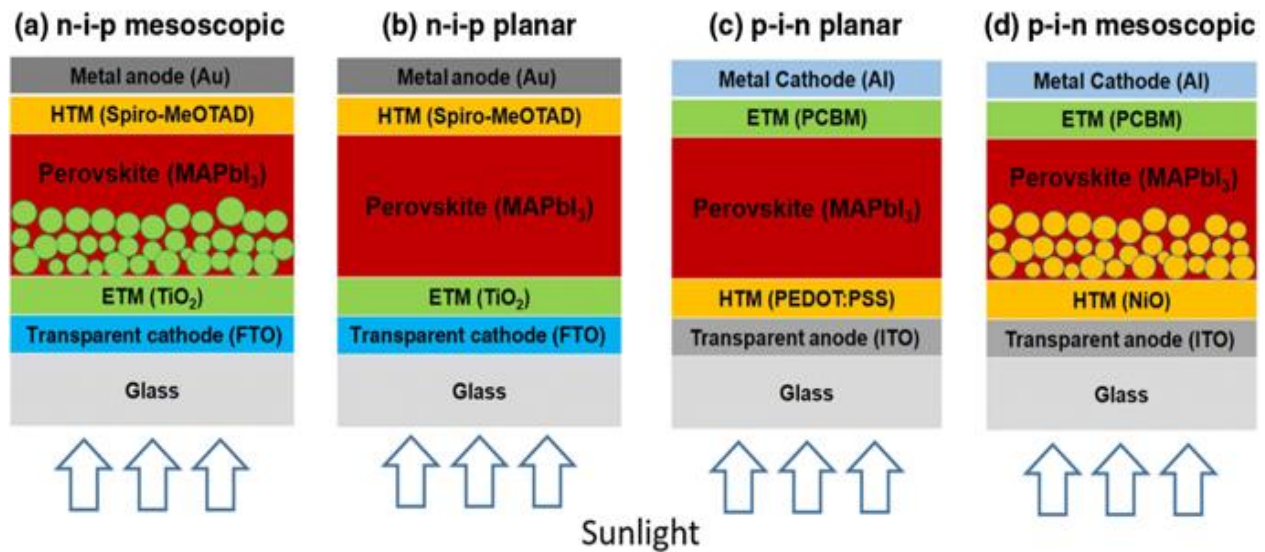 (a) n-i-p mesoscopic
Metal anode (Au)
HTM (Spiro-MeOTAD)
Perovskite (MAPbI₃)
ETM (TiO₂)
Transparent cathode (FTO)
Glass
(b) n-i-p planar
Metal anode (Au)
HTM (Spiro-MeOTAD)
Perovskite (MAPbI₃)
ETM (TiO₂)
Transparent cathode (FTO)
Glass
(c) p-i-n planar
Metal Cathode (Al)
ETM (PCBM)
Perovskite (MAPbI₃)
HTM (PEDOT:PSS)
Transparent anode (ITO)
Glass
(d) p-i-n mesoscopic
Metal Cathode (Al)
ETM (PCBM)
Perovskite (MAPbI₃)
HTM (NiO)
Transparent anode (ITO)
Glass
Sunlight